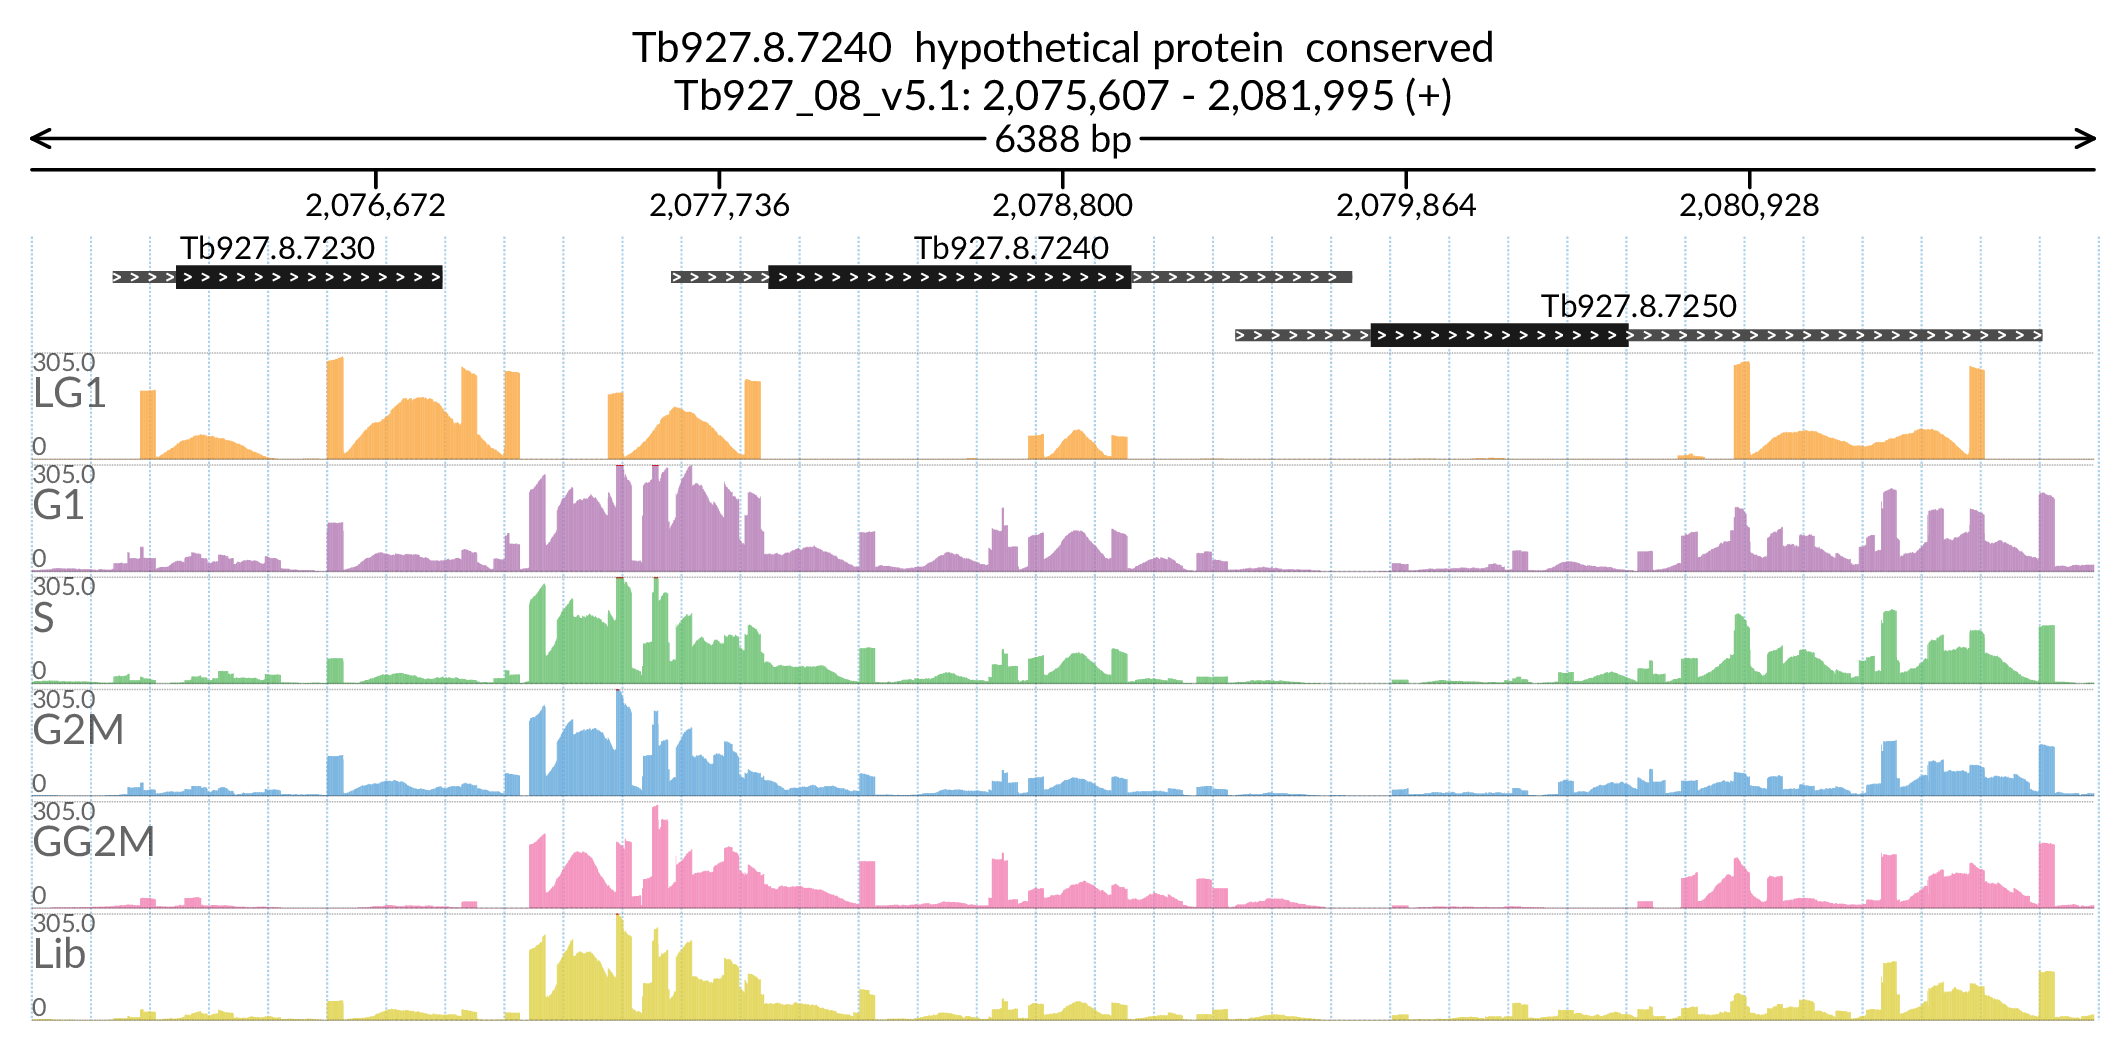 Tb927.8.7240 hypothetical protein conserved
Tb927_08_v5.1: 2,075,607 - 2,081,995 (+)
6388 bp
2,076,672 2,077,736 2,078,800 2,079,864 2,080,928
Tb927.8.7230 Tb927.8.7240
Tb927.8.7250
305.0
LG1
0
305.0
G1
0
305.0
S
0
305.0
G2M
0
305.0
GG2M
0
305.0
Lib
0